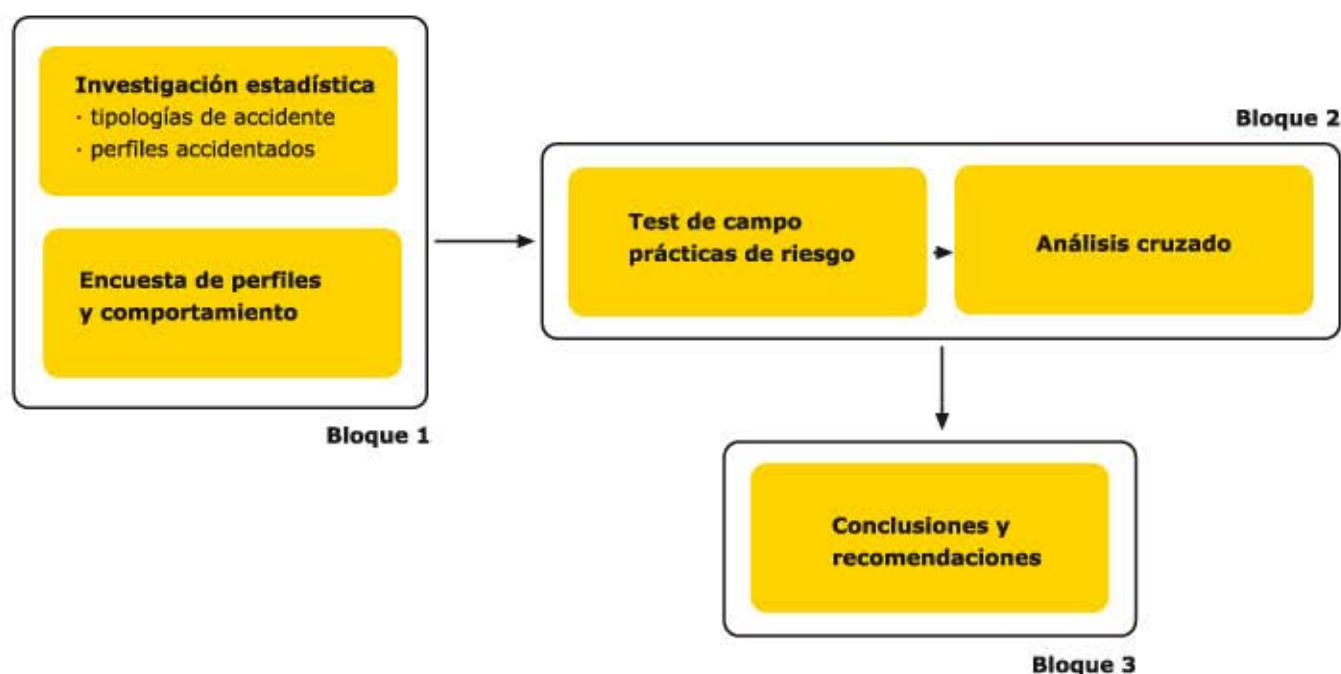 Investigación estadística
· tipologías de accidente
· perfiles accidentados
Encuesta de perfiles
y comportamiento
Bloque 1
Bloque 2
Test de campo
prácticas de riesgo
Análisis cruzado
Conclusiones y
recomendaciones
Bloque 3